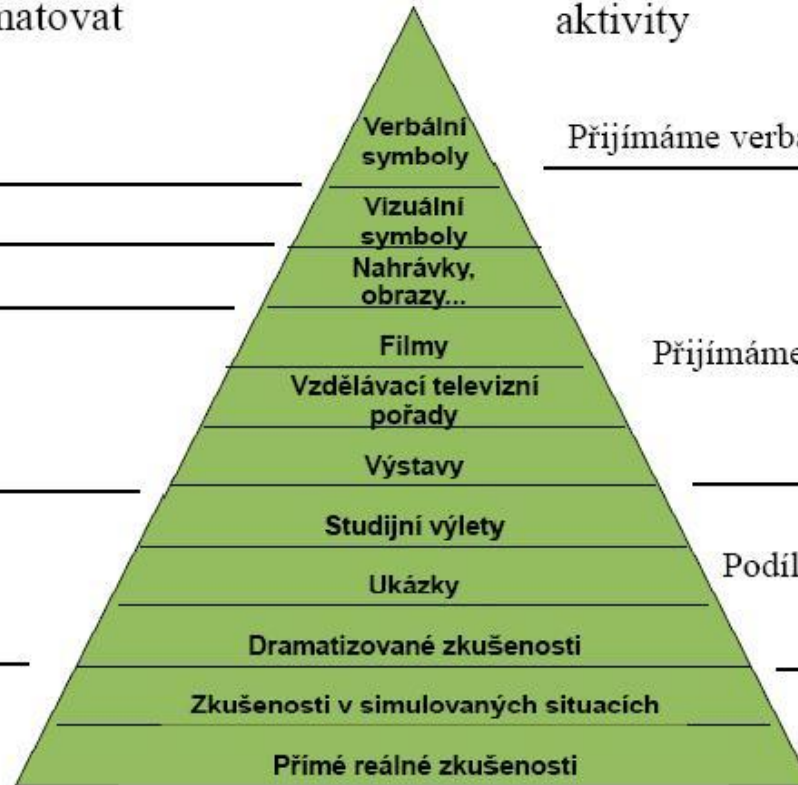 matovat
aktivity
Verbální
symboly
Přijímáme verb
Vizuální
symboly
Nahrávky,
obrazy...
Filmy
Přijímáme
Vzdělávací televizní
pořady
Výstavy
Studijní výlety
Podíl
Ukázky
Dramatizované zkušenosti
Zkušenosti v simulovaných situacích
Přímé reálné zkušenosti